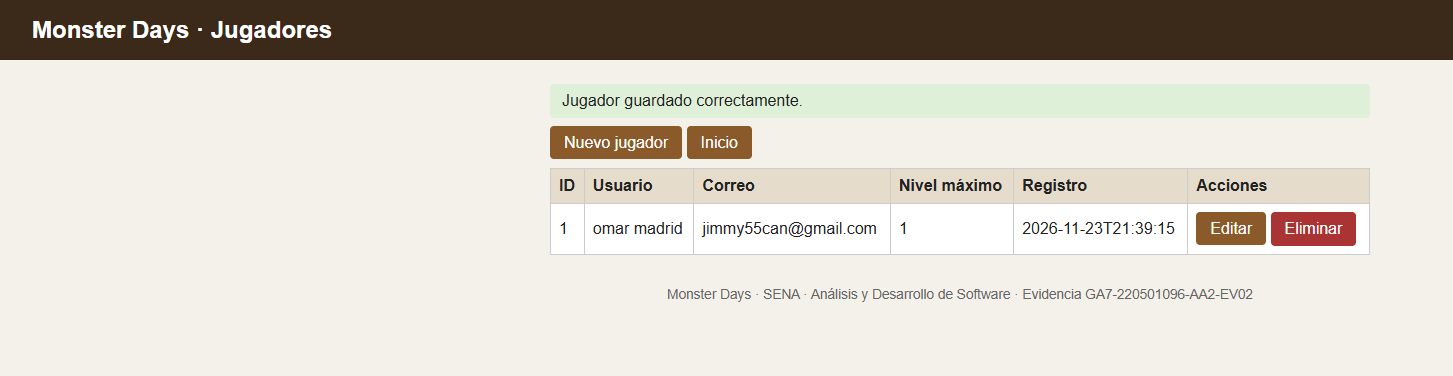 Monster Days · Jugadores
Jugador guardado correctamente.
Nuevo jugador Inicio
ID Usuario Correo Nivel máximo Registro Acciones
1 omar madrid jimmy55can@gmail.com 1 2026-11-23T21:39:15 Editar Eliminar
Monster Days · SENA · Análisis y Desarrollo de Software · Evidencia GA7-220501096-AA2-EV02